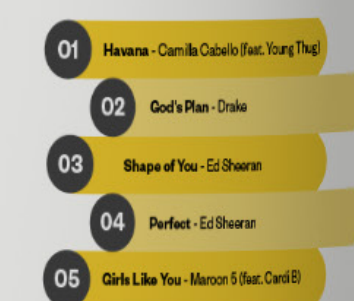 01 Havana - Camila Cabello (feat. Young Thug)
02 God's Plan - Drake
03 Shape of You - Ed Sheeran
04 Perfect - Ed Sheeran
05 Girls Like You - Maroon 5 (feat. Cardi B)